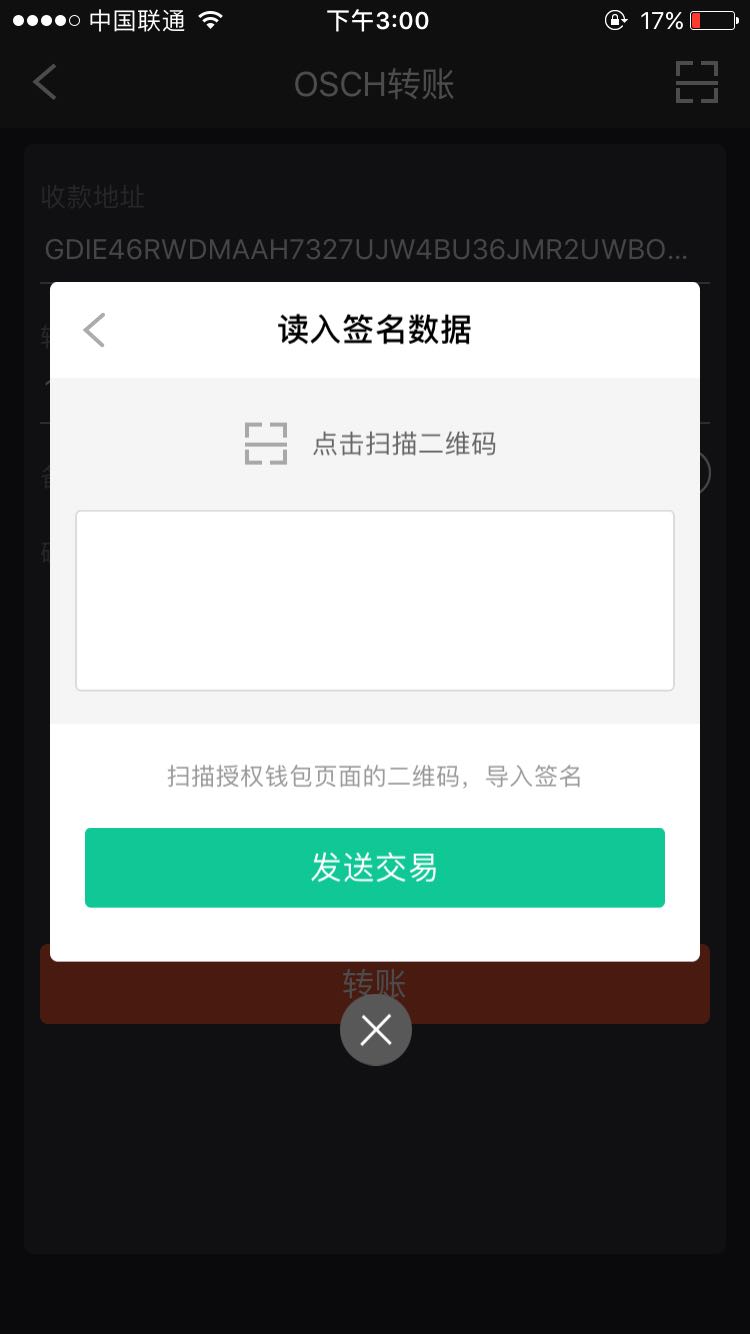 中国联通 下午3:00 17%
OSCH转账
收款地址
GDIE46RWDMAAH7327UJW4BU36JMR2UWBO...
读入签名数据
点击扫描二维码
扫描授权钱包页面的二维码，导入签名
发送交易
转账